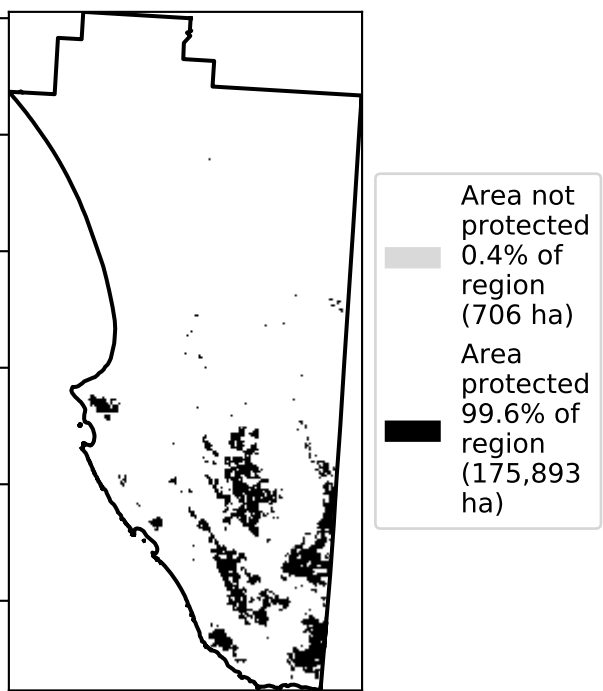 Area not
protected
0.4% of
region
(706 ha)
Area
protected
99.6% of
region
(175,893
ha)